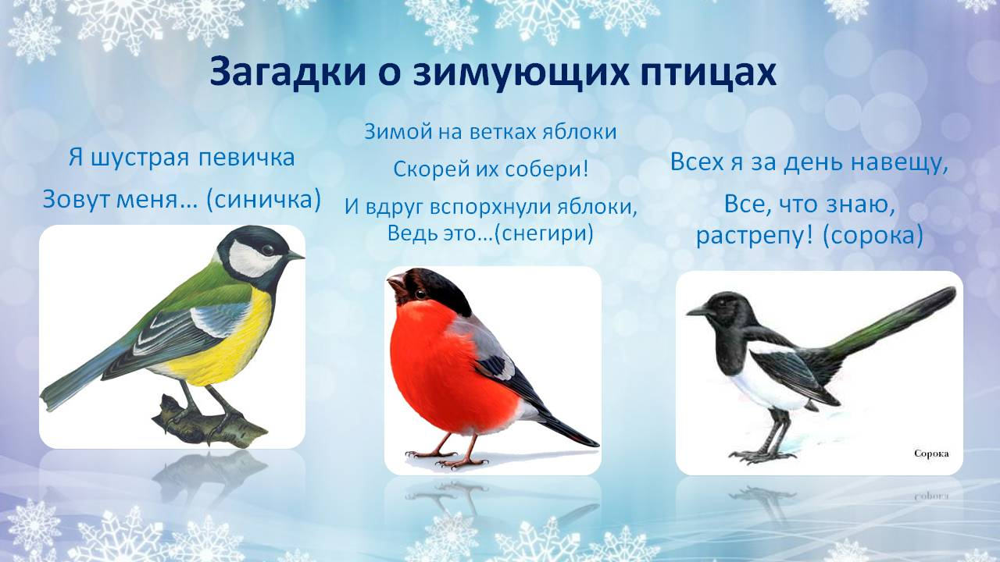 Загадки о зимующих птицах
Я шустрая певичка
Зовут меня... (синичка)
Зимой на ветках яблоки
Скорей их собери!
И вдруг вспорхнули яблоки,
Ведь это...(снегири)
Всех я за день навещу,
Все, что знаю,
растрепу! (сорока)
Сорока